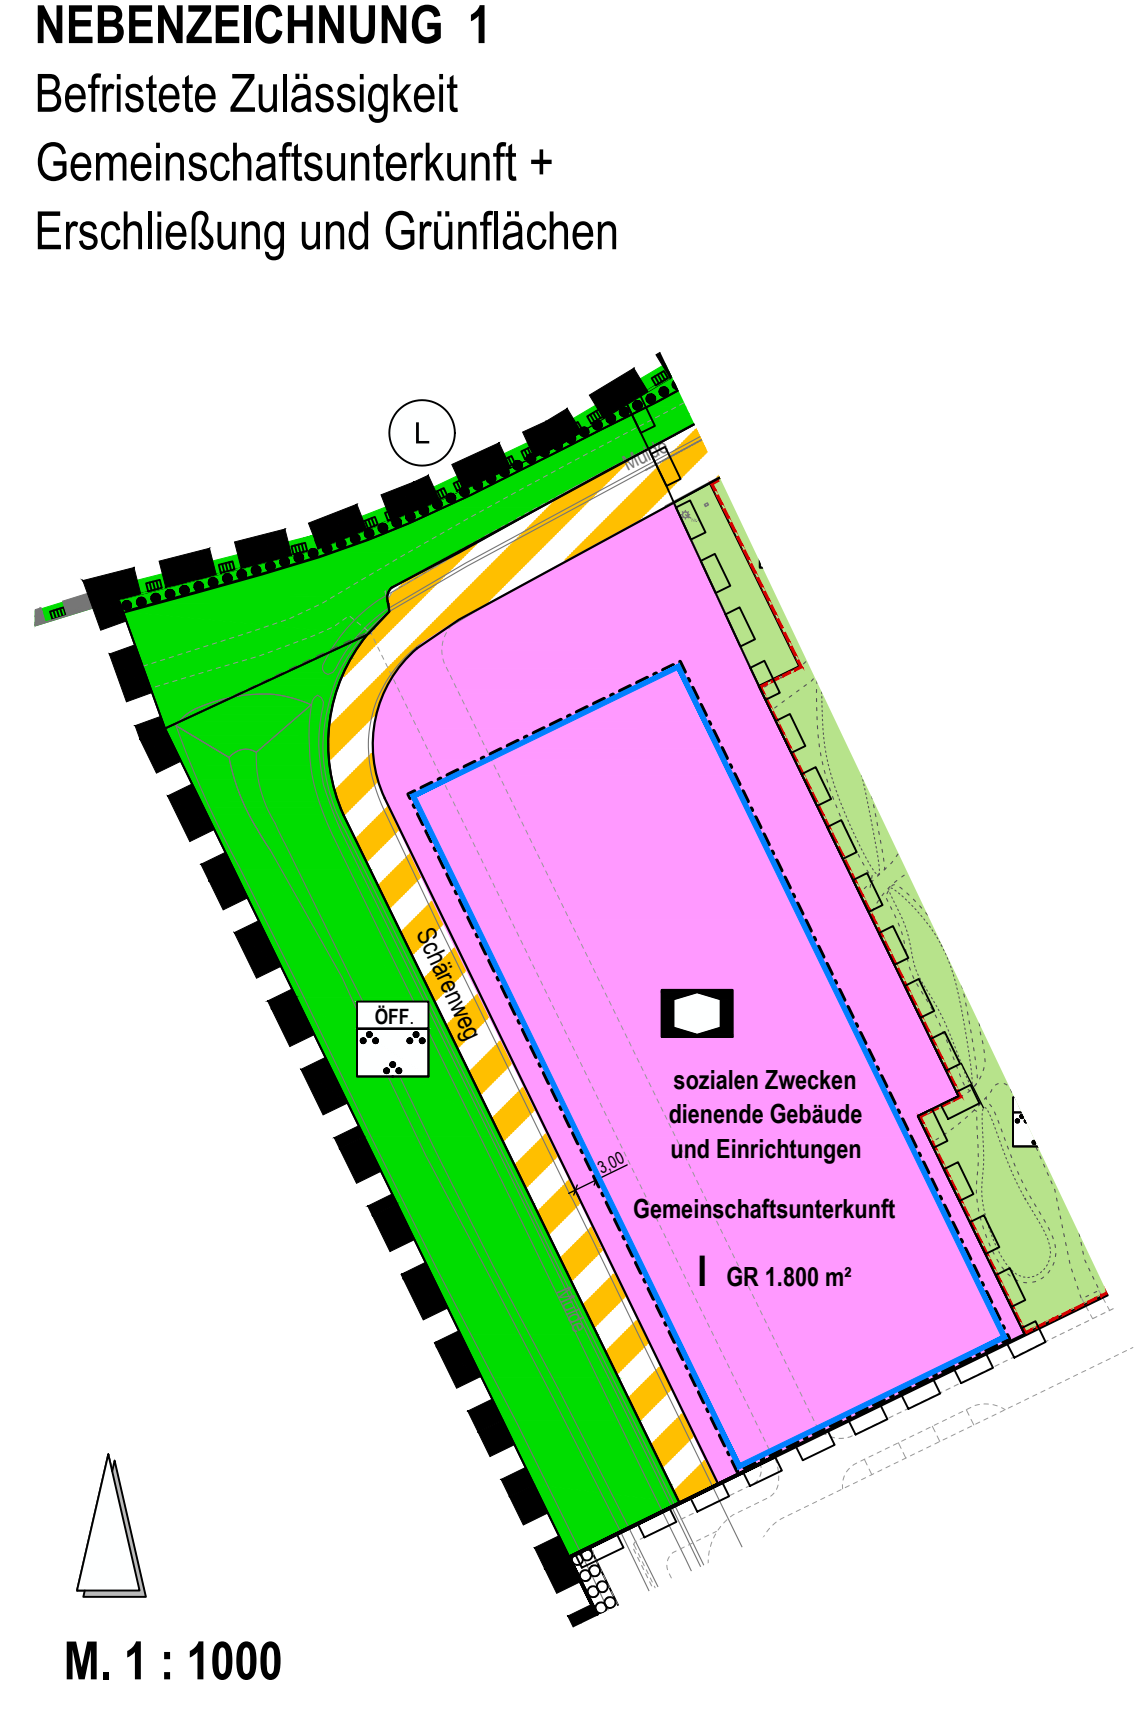 NEBENZEICHNUNG 1
Befristete Zulässigkeit
Gemeinschaftsunterkunft +
Erschließung und Grünflächen
L
Schärenweg
ÖFF.
sozialen Zwecken
dienende Gebäude
und Einrichtungen
3,00
Gemeinschaftsunterkunft
I GR 1.800 m²
M. 1 : 1000